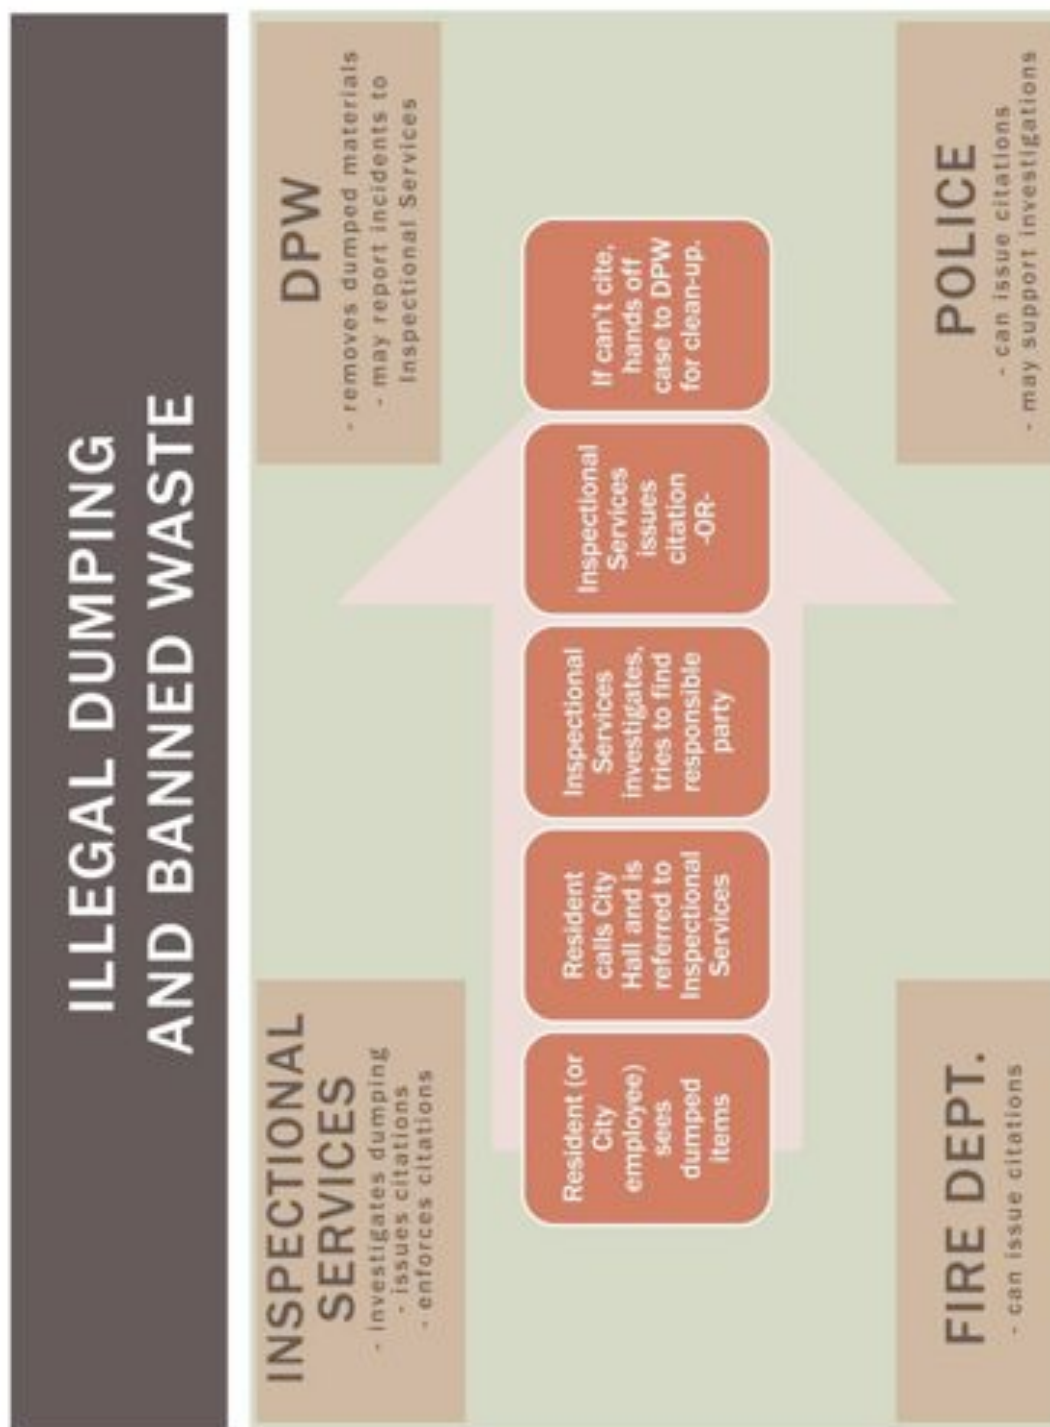 ILLEGAL DUMPING
AND BANNED WASTE
INSPECTIONAL
SERVICES
- investigates dumping
- issues citations
- enforces citations
DPW
- removes dumped materials
- may report incidents to
Inspectional Services
Resident (or
City
employee)
sees
dumped
items
Resident
calls City
Hall and is
referred to
Inspectional
Services
Inspectional
Services
investigates,
tries to find
responsible
party
Inspectional
Services
issues
citation
-OR-
If can't cite,
hands off
case to DPW
for clean-up.
FIRE DEPT.
- can issue citations
POLICE
- can issue citations
- may support investigations